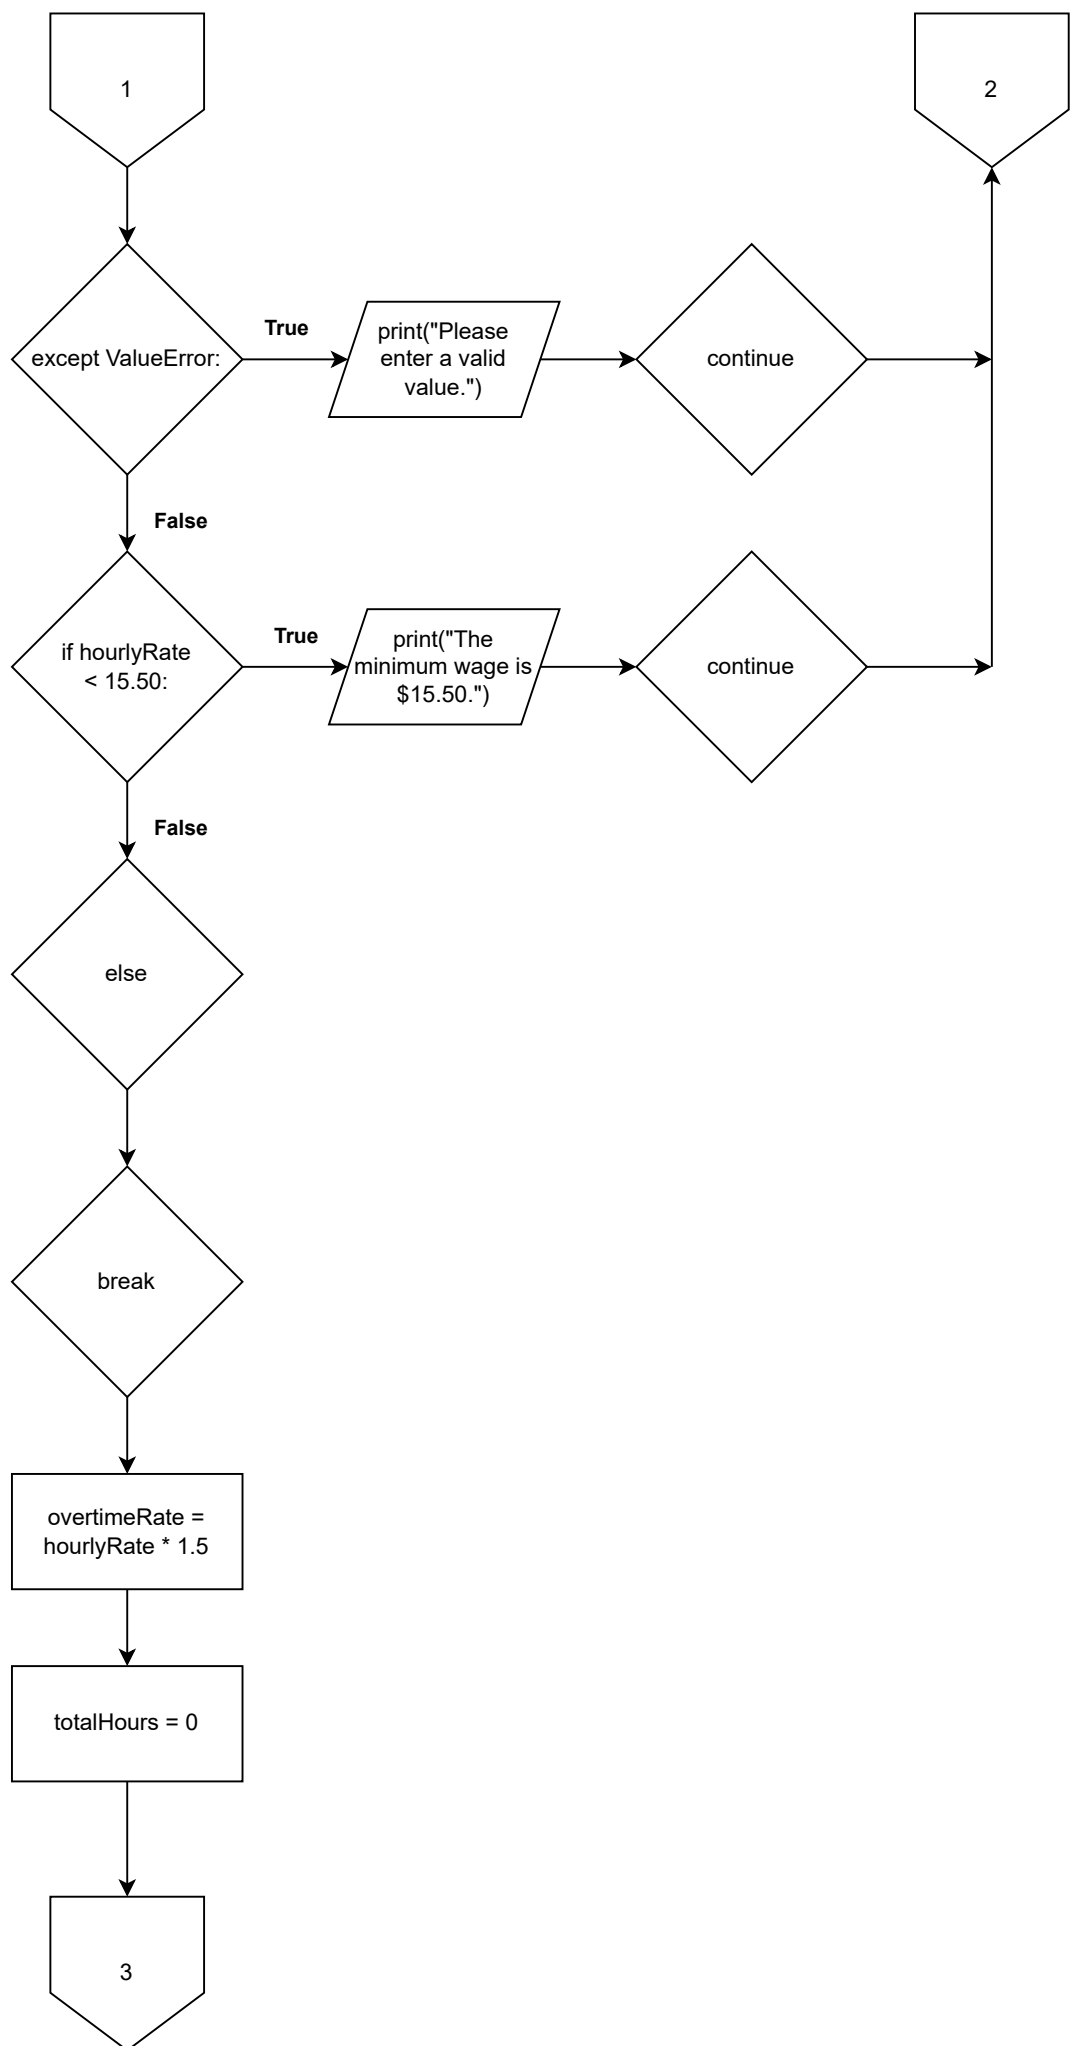 1
2
True
print("Please
enter a valid
value.")
except ValueError:
continue
False
True
if hourlyRate
< 15.50:
print("The
minimum wage is
$15.50.")
continue
False
else
break
overtimeRate =
hourlyRate * 1.5
totalHours = 0
3